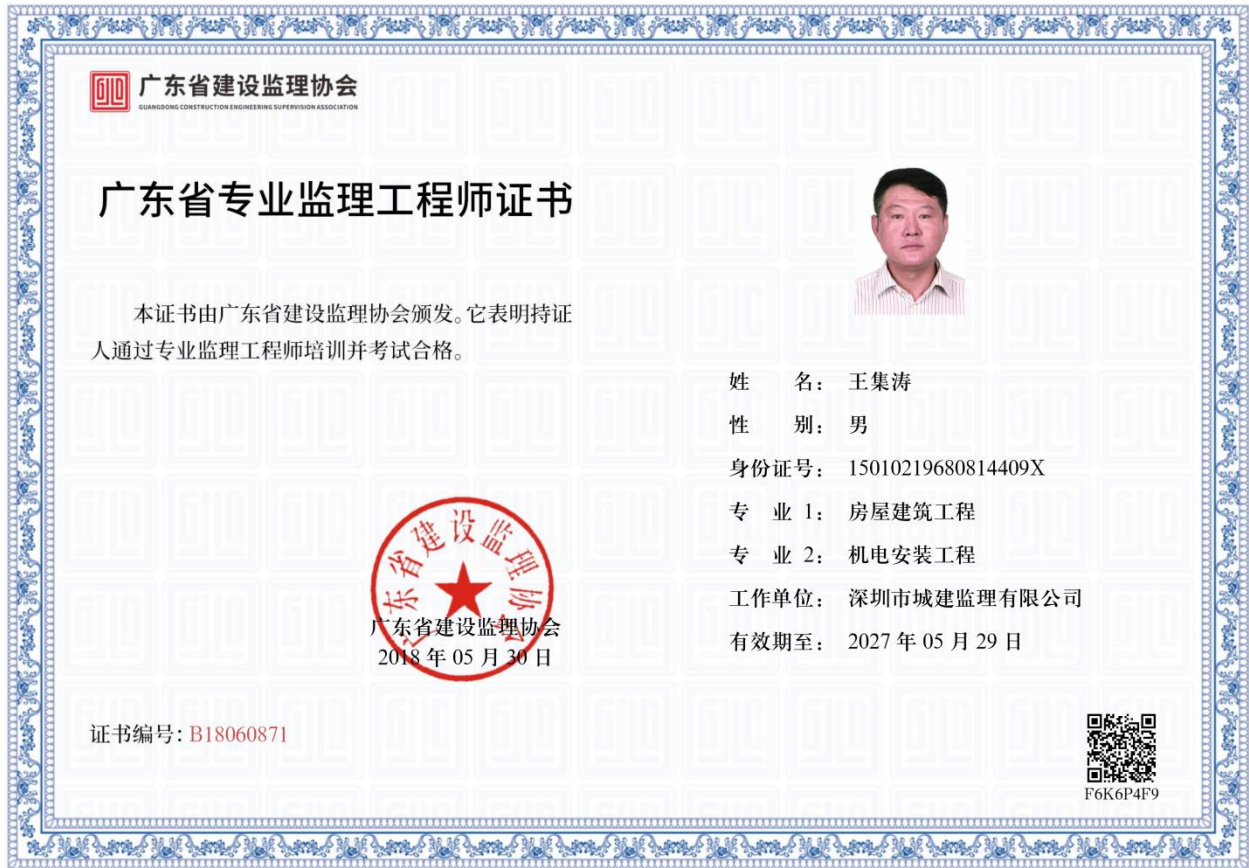 广东省建设监理协会
GUANGDONG CONSTRUCTION ENGINEERING SUPERVISION ASSOCIATION
广东省专业监理工程师证书
本证书由广东省建设监理协会颁发。它表明持证
人通过专业监理工程师培训并考试合格。
姓 名： 王集涛
性 别： 男
身份证号： 15010219680814409X
专 业 1： 房屋建筑工程
专 业 2： 机电安装工程
工作单位： 深圳市城建监理有限公司
有效期至： 2027 年 05 月 29 日
广东省建设监理协会
广东省建设监理协会
2018 年 05 月 30 日
证书编号：B18060871
F6K6P4F9